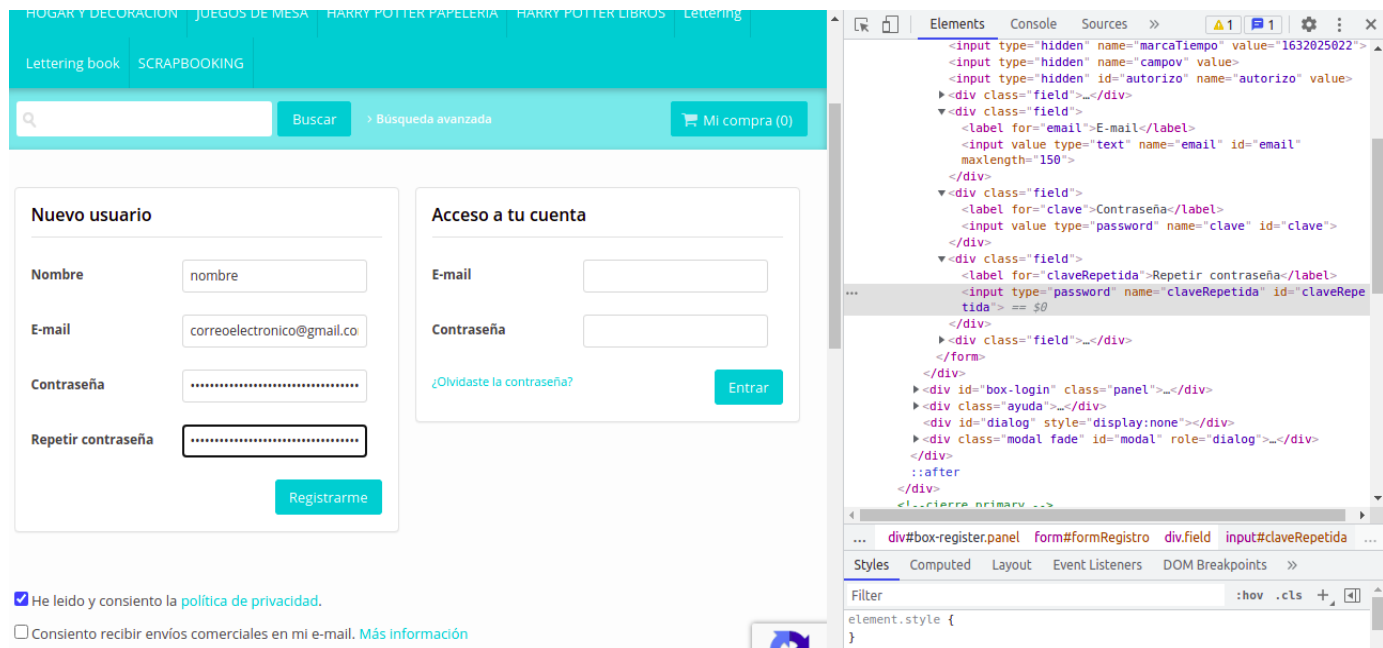 HOGAR Y DECORACIÓN JUEGOS DE MESA HARRY POTTER PAPELERÍA HARRY POTTER LIBROS Lettering
Lettering book SCRAPBOOKING
Buscar › Búsqueda avanzada Mi compra (0)
Nuevo usuario
Nombre nombre
E-mail correoelectronico@gmail.co
Contraseña ••••••••••••••••••••••••••••••••••
Repetir contraseña ••••••••••••••••••••••••••••••••••
Registrarme
Acceso a tu cuenta
E-mail
Contraseña
¿Olvidaste la contraseña? Entrar
He leido y consiento la política de privacidad.
Consiento recibir envíos comerciales en mi e-mail. Más información
Elements Console Sources » 1 1
<input type="hidden" name="marcaTiempo" value="1632025022">
<input type="hidden" name="campov" value>
<input type="hidden" id="autorizo" name="autorizo" value>
▶<div class="field">…</div>
▼<div class="field">
<label for="email">E-mail</label>
<input value type="text" name="email" id="email"
maxlength="150">
</div>
▼<div class="field">
<label for="clave">Contraseña</label>
<input value type="password" name="clave" id="clave">
</div>
▼<div class="field">
<label for="claveRepetida">Repetir contraseña</label>
… <input type="password" name="claveRepetida" id="claveRepe
tida"> == $0
</div>
▶<div class="field">…</div>
</form>
</div>
▶<div id="box-login" class="panel">…</div>
▶<div class="ayuda">…</div>
<div id="dialog" style="display:none"></div>
▶<div class="modal fade" id="modal" role="dialog">…</div>
</div>
::after
</div>
<!--cierre primary -->
… div#box-register.panel form#formRegistro div.field input#claveRepetida …
Styles Computed Layout Event Listeners DOM Breakpoints »
Filter :hov .cls +
element.style {
}